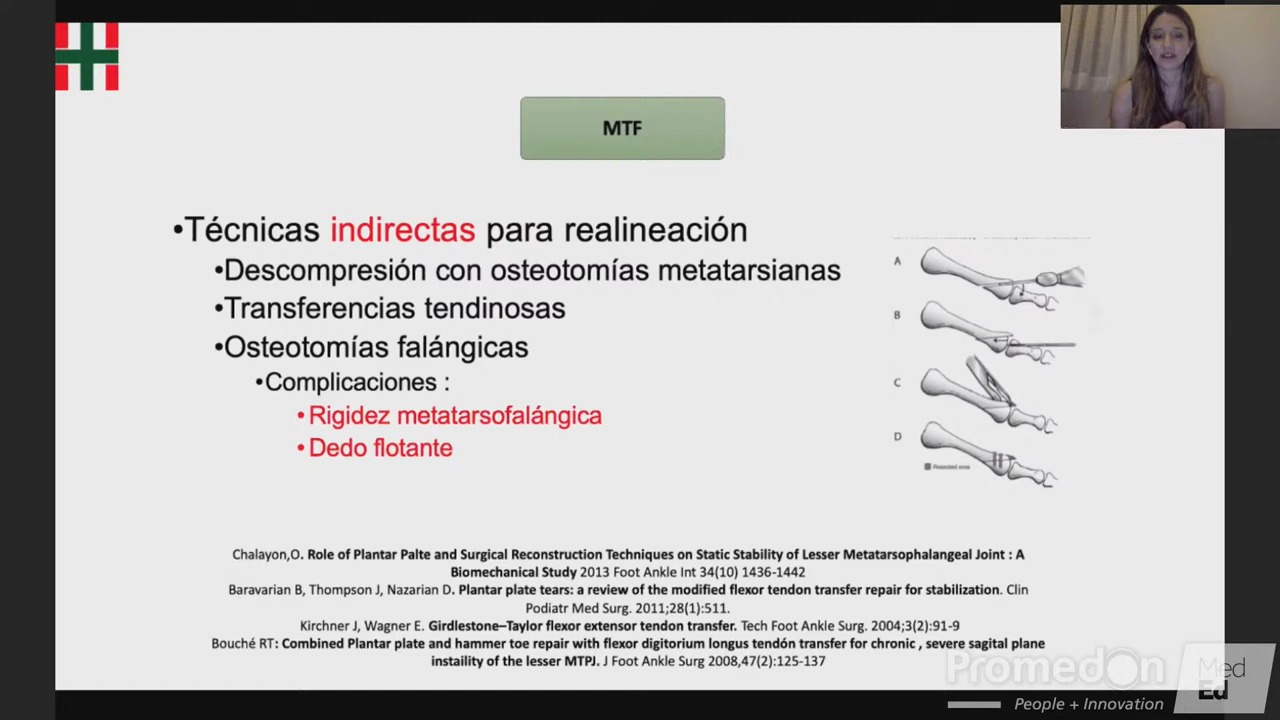 MTF
•Técnicas indirectas para realineación
•Descompresión con osteotomías metatarsianas
•Transferencias tendinosas
•Osteotomías falángicas
•Complicaciones :
•Rigidez metatarsofalángica
•Dedo flotante
A
B
C
D
Resected area
Chalayon,O. Role of Plantar Palte and Surgical Reconstruction Techniques on Static Stability of Lesser Metatarsophalangeal Joint : A
Biomechanical Study 2013 Foot Ankle Int 34(10) 1436-1442
Baravarian B, Thompson J, Nazarian D. Plantar plate tears: a review of the modified flexor tendon transfer repair for stabilization. Clin
Podiatr Med Surg. 2011;28(1):511.
Kirchner J, Wagner E. Girdlestone–Taylor flexor extensor tendon transfer. Tech Foot Ankle Surg. 2004;3(2):91-9
Bouché RT: Combined Plantar plate and hammer toe repair with flexor digitorium longus tendón transfer for chronic , severe sagital plane
instaility of the lesser MTPJ. J Foot Ankle Surg 2008,47(2):125-137
PromedOn
Med
Ed
People + Innovation